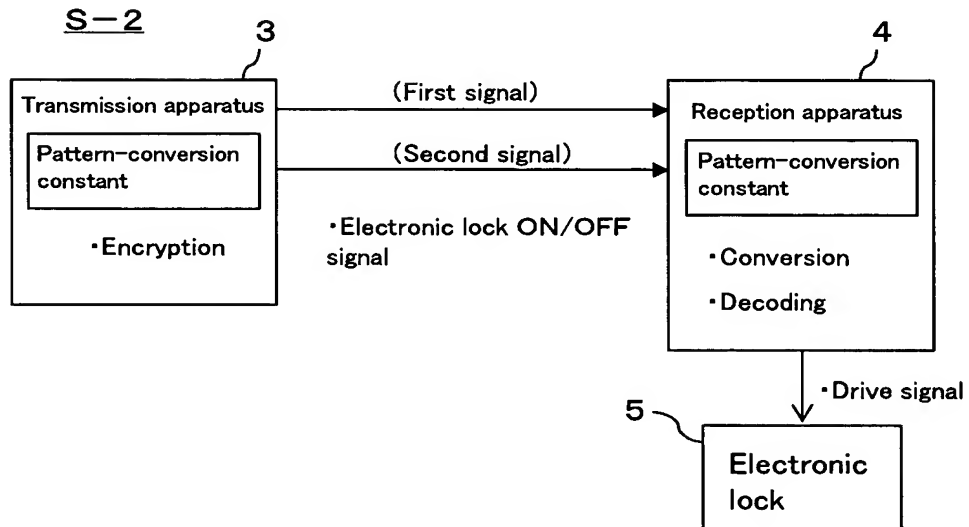 S-2
3
4
Transmission apparatus
Pattern-conversion
constant
・Encryption
(First signal)
(Second signal)
・Electronic lock ON/OFF
signal
Reception apparatus
Pattern-conversion
constant
・Conversion
・Decoding
・Drive signal
5
Electronic
lock